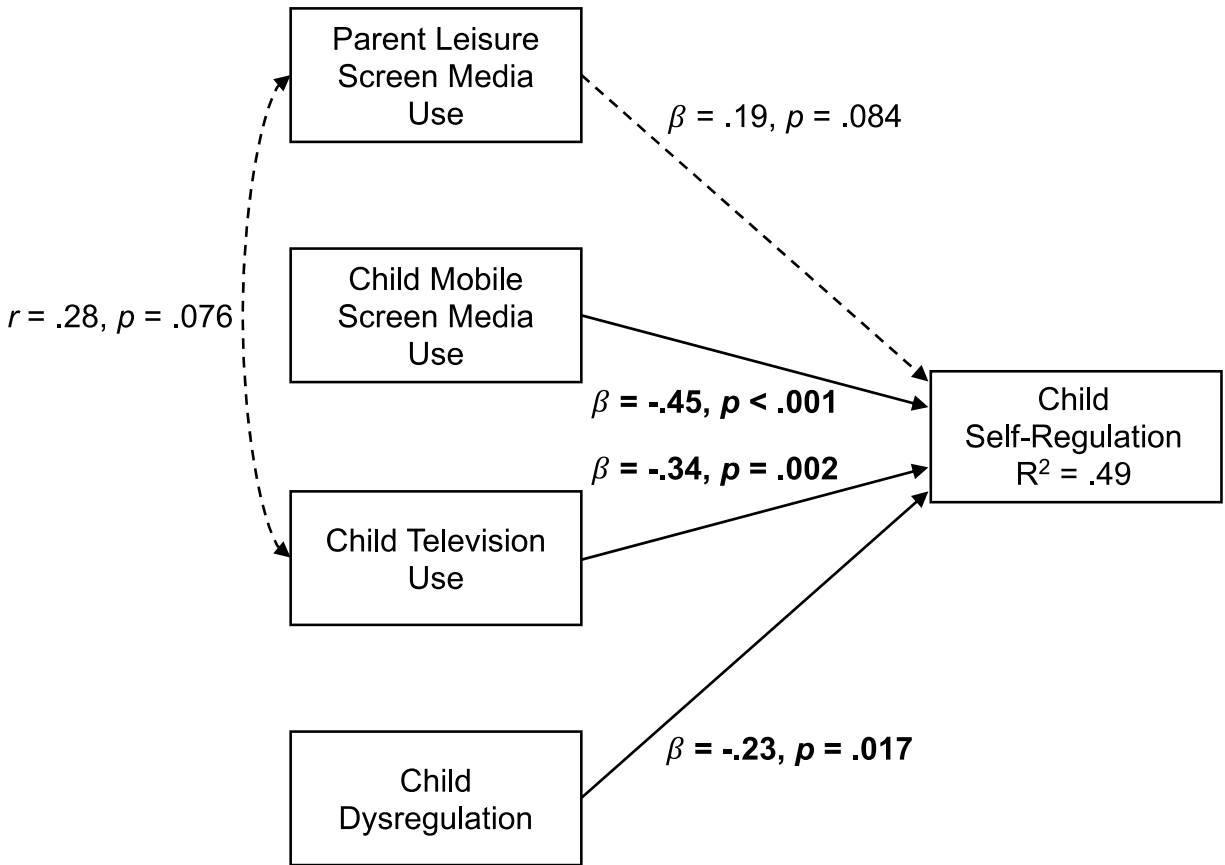 Parent Leisure
Screen Media
Use
β = .19, p = .084
Child Mobile
Screen Media
Use
r = .28, p = .076
β = -.45, p < .001
Child
Self-Regulation
R² = .49
β = -.34, p = .002
Child Television
Use
β = -.23, p = .017
Child
Dysregulation